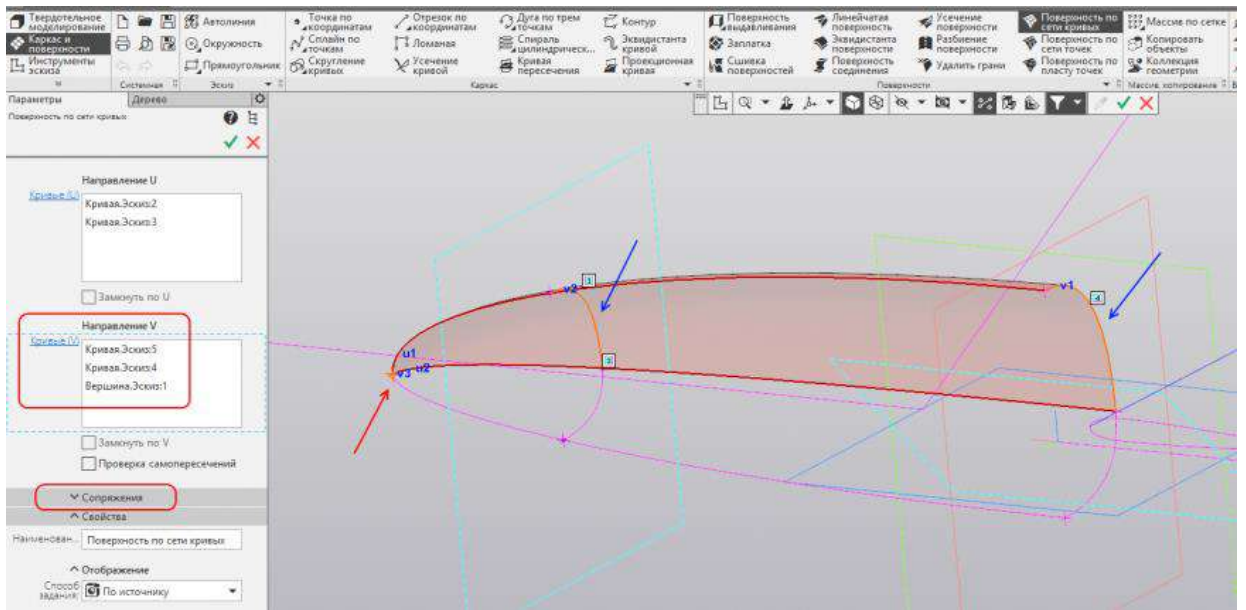 Твердотельное моделирование
Каркас и поверхности
Инструменты эскиза
Системная
Автолиния
Окружность
Прямоугольник
Эскиз
Точка по координатам
Сплайн по точкам
Скругление кривых
Отрезок по координатам
Ломаная
Усечение кривой
Дуга по трем точкам
Спираль цилиндрическ...
Кривая пересечения
Контур
Эквидистанта кривой
Проекционная кривая
Каркас
Поверхность выдавливания
Заплатка
Сшивка поверхностей
Линейчатая поверхность
Эквидистанта поверхности
Поверхность соединения
Усечение поверхности
Разбиение поверхности
Удалить грани
Поверхность по сети кривых
Поверхность по сети точек
Поверхность по пласту точек
Поверхности
Массив по сетке
Копировать объекты
Коллекция геометрии
Массив, копирование
Параметры
Дерево
Поверхность по сети кривых
Направление U
Кривые (U)
Кривая.Эскиз:2
Кривая.Эскиз:3
Замкнуть по U
Направление V
Кривые (V)
Кривая.Эскиз:5
Кривая.Эскиз:4
Вершина.Эскиз:1
Замкнуть по V
Проверка самопересечений
Сопряжения
Свойства
Наименован...
Поверхность по сети кривых
Отображение
Способ задания:
По источнику
v2
v1
u1
v3
u2